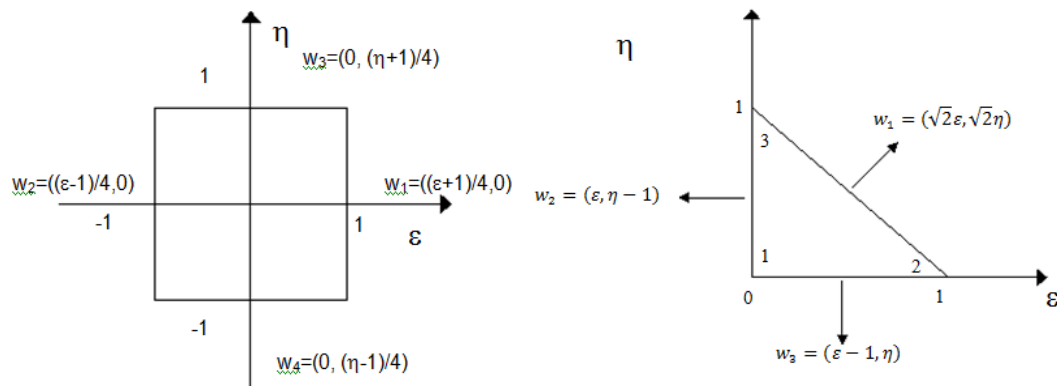 η
w₃=(0, (η+1)/4)
1
w₂=((ε-1)/4,0)
w₁=((ε+1)/4,0)
-1
1
ε
-1
w₄=(0, (η-1)/4)
η
1
3
w₁ = (√2ε,√2η)
w₂ = (ε, η − 1)
1
2
0
1
ε
w₃ = (ε − 1, η)